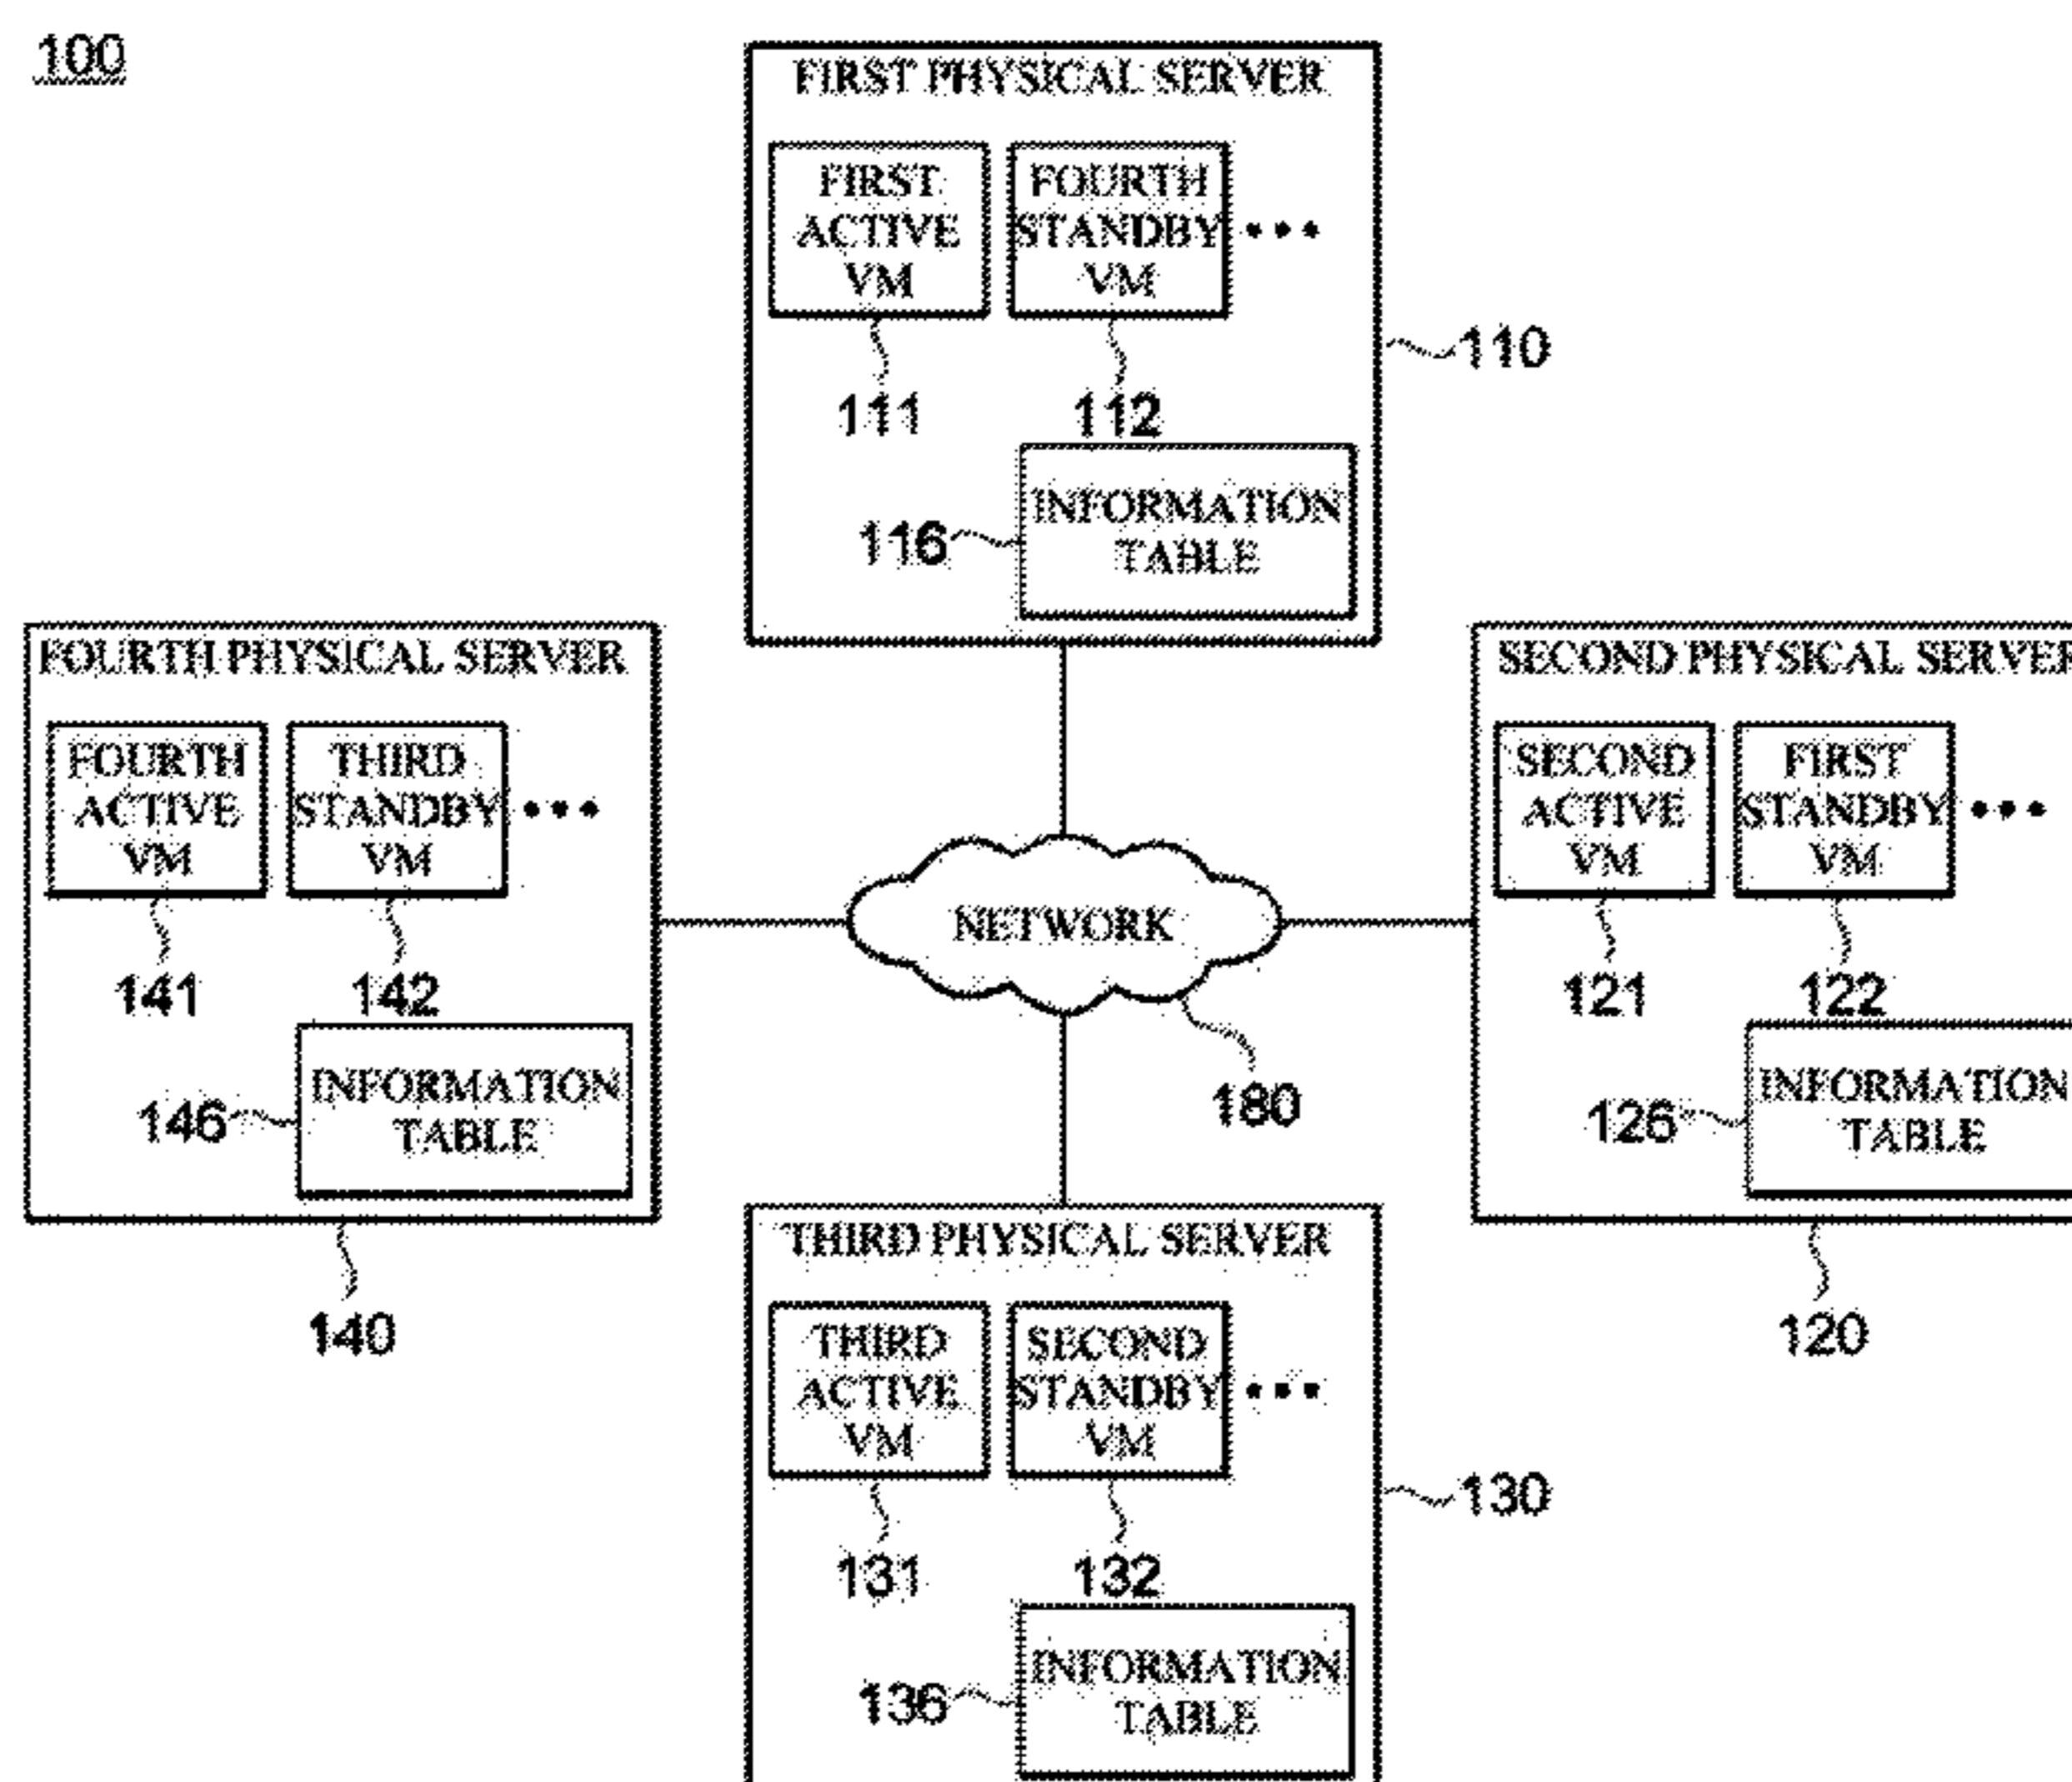 100
FIRST PHYSICAL SERVER
FIRST
ACTIVE
VM
FOURTH
STANDBY
VM
110
111
112
116
INFORMATION
TABLE
FOURTH PHYSICAL SERVER
FOURTH
ACTIVE
VM
THIRD
STANDBY
VM
141
142
146
INFORMATION
TABLE
140
NETWORK
180
SECOND PHYSICAL SERVER
SECOND
ACTIVE
VM
FIRST
STANDBY
VM
121
122
126
INFORMATION
TABLE
120
THIRD PHYSICAL SERVER
THIRD
ACTIVE
VM
SECOND
STANDBY
VM
130
131
132
136
INFORMATION
TABLE